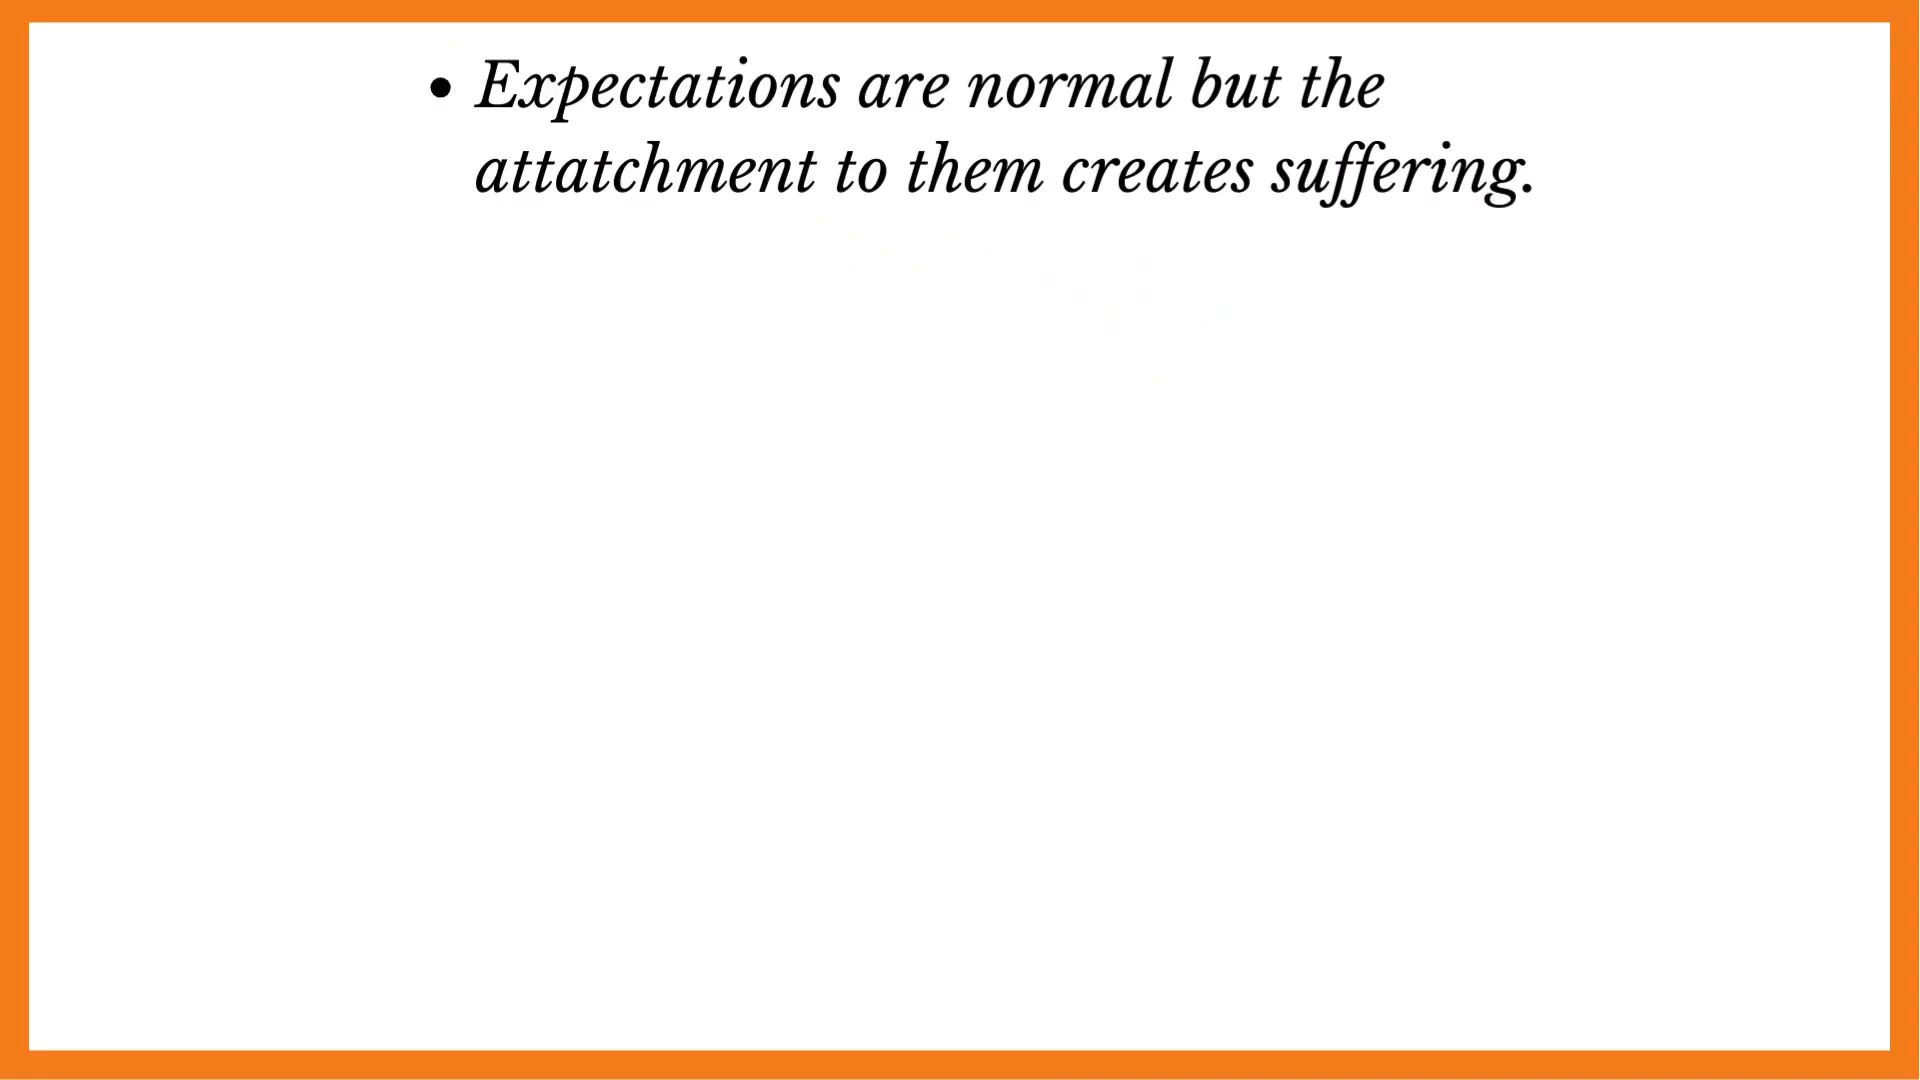 • Expectations are normal but the
attatchment to them creates suffering.